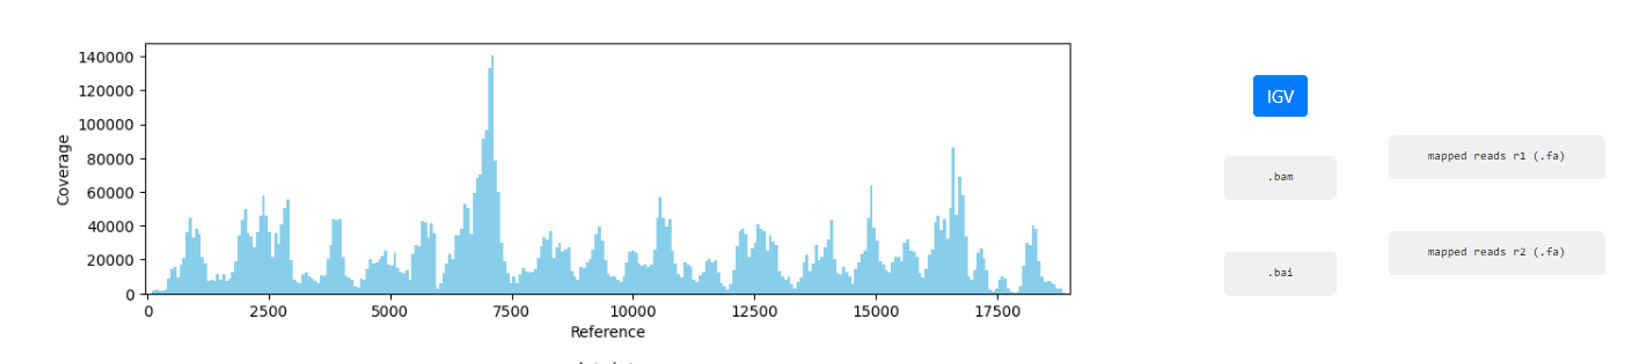 140000
120000
100000
80000
60000
40000
20000
0
Coverage
0 2500 5000 7500 10000 12500 15000 17500
Reference
IGV
.bam
.bai
mapped reads r1 (.fa)
mapped reads r2 (.fa)